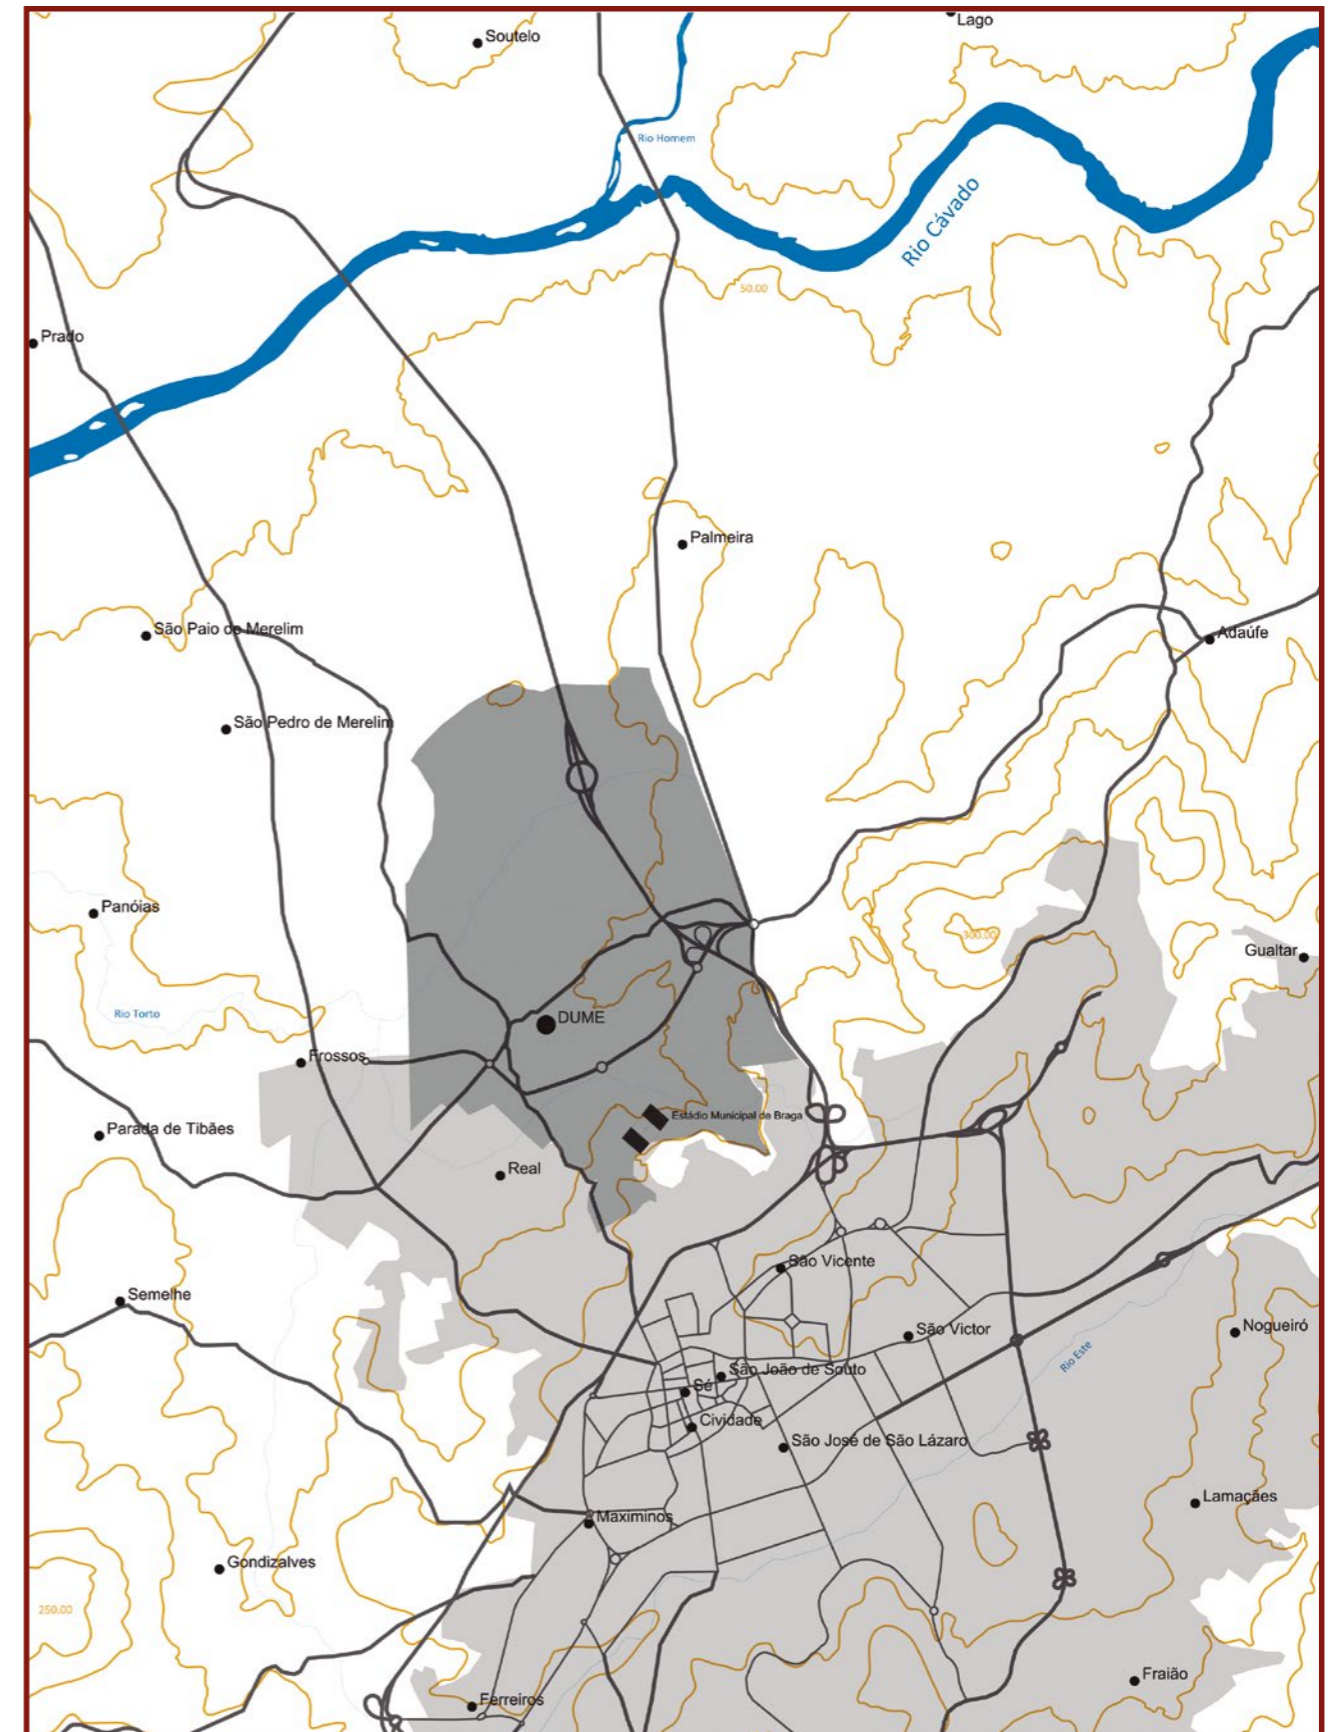 Lago
Soutelo
Rio Homem
Rio Cávado
50.00
Prado
Palmeira
São Paio de Merelim
Adaúfe
São Pedro de Merelim
Panóias
300.00
Gualtar
Rio Torto
DUME
Frossos
Estádio Municipal de Braga
Parada de Tibães
Real
São Vicente
Semelhe
São Victor
Nogueiró
Rio Este
São João de Souto
Sé
Cividade
São José de São Lázaro
Lamaçães
Maximinos
Gondizalves
250.00
Fraião
Ferreiros